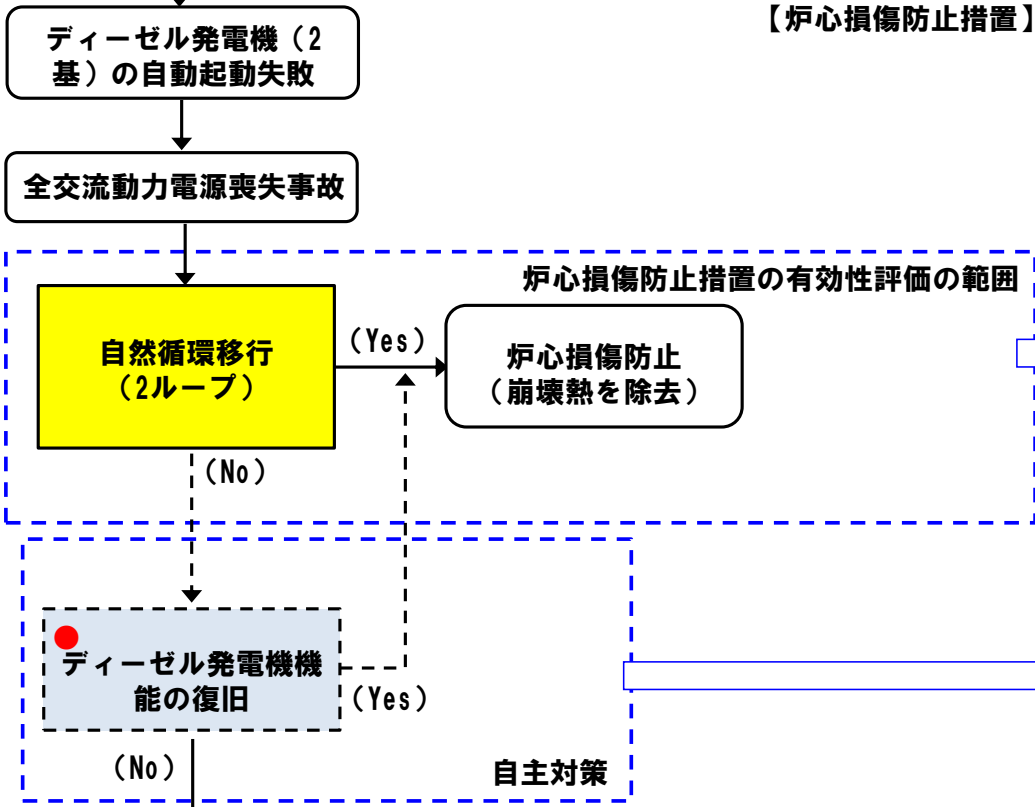 【炉心損傷防止措置】
ディーゼル発電機（2
基）の自動起動失敗
全交流動力電源喪失事故
炉心損傷防止措置の有効性評価の範囲
自然循環移行
（2ループ）
（Yes）
炉心損傷防止
（崩壊熱を除去）
（No）
ディーゼル発電機機
能の復旧
（Yes）
（No）
自主対策